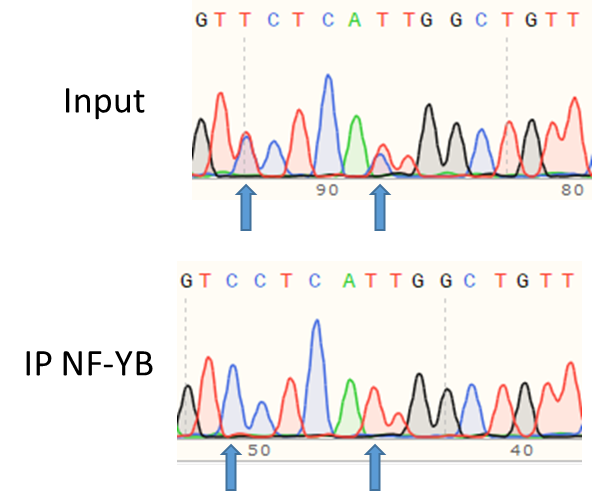 G T T C T C A T T G G C T G T T
Input
90 80
G T C C T C A T T G G C T G T T
IP NF-YB
50 40